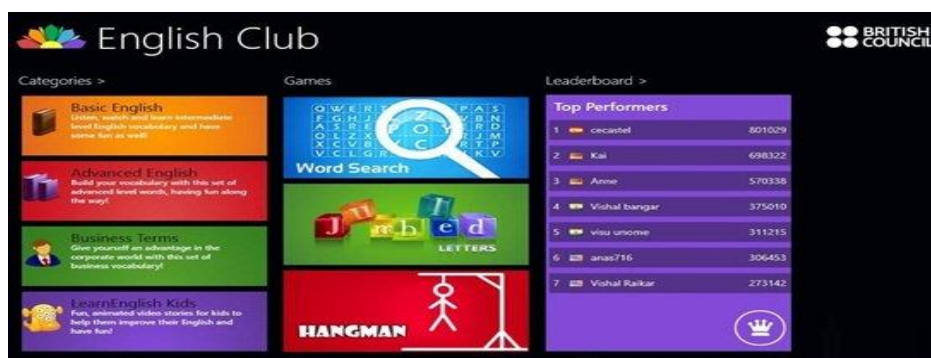 English Club
BRITISH
COUNCIL
Categories >
Basic English
Listen, watch and learn intermediate
level English vocabulary and have
some fun as well!
Advanced English
Build your vocabulary with this set of
advanced level words, having fun along
the way!
Business Terms
Give yourself an advantage in the
corporate world with this set of
business vocabulary!
LearnEnglish Kids
Fun, animated video stories for kids to
help them improve their English and
have fun!
Games
Word Search
Jumbled
LETTERS
HANGMAN
Leaderboard >
Top Performers
1 cecastel 801029
2 Kai 698322
3 Anne 570338
4 Vishal bangar 375010
5 visu unome 311215
6 anas716 306453
7 Vishal Raikar 273142